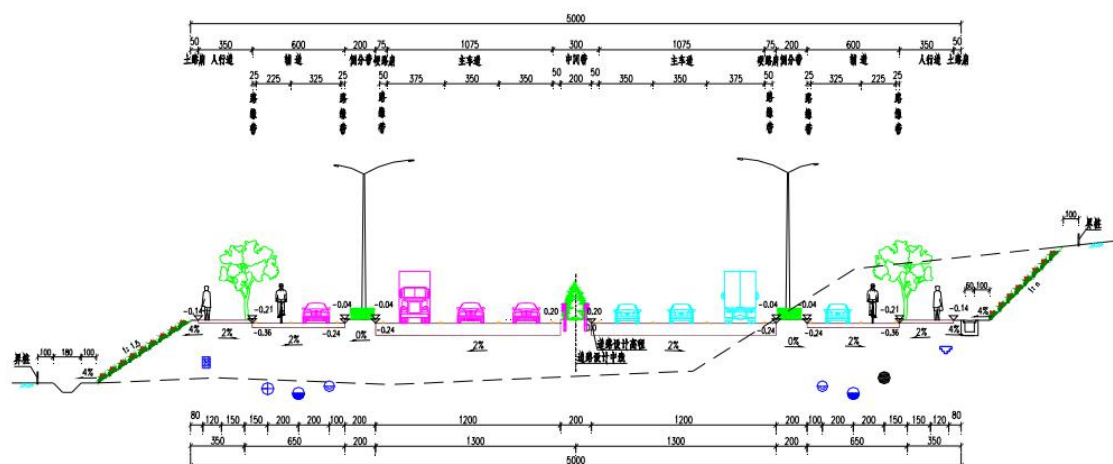 5000
50 350 600 200 75 1075 300 1075 75 200 600 350 50
土路肩 人行道 辅道 侧分带 硬路肩 主车道 中间带 主车道 硬路肩 侧分带 辅道 人行道 土路肩
25 225 325 25 50 375 350 350 50 200 50 350 350 375 50 25 325 225 25
路缘带 路缘带 路缘带 路缘带 路缘带 路缘带
100
界桩
60 100
-0.14 -0.21 -0.04 -0.04 0.20 0.20 -0.04 -0.04 -0.21 -0.14
4% 2% -0.36 2% -0.24 0% -0.24 2% 2% -0.24 0% -0.24 2% -0.36 2% 4% 4%
1:1.5
1:n
道路设计高程
道路设计中线
界桩
100 180 100
4%
80 120 150 150 200 200 100 200 1200 200 1200 200 100 200 200 150 150 120 80
350 650 200 1300 1300 200 650 350
5000